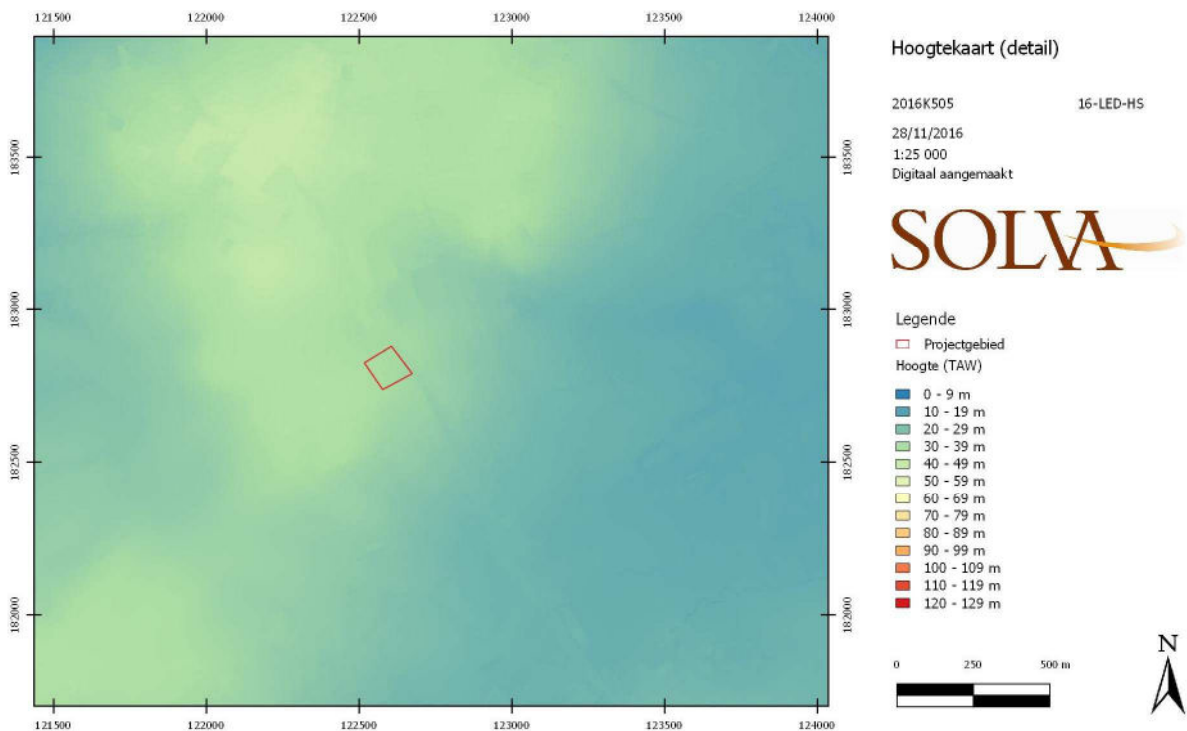 121500 122000 122500 123000 123500 124000
183500 183500
183000 183000
182500 182500
182000 182000
121500 122000 122500 123000 123500 124000
Hoogtekaart (detail)
2016K505 16-LED-HS
28/11/2016
1:25 000
Digitaal aangemaakt
SOLVA
Legende
Projectgebied
Hoogte (TAW)
0 - 9 m
10 - 19 m
20 - 29 m
30 - 39 m
40 - 49 m
50 - 59 m
60 - 69 m
70 - 79 m
80 - 89 m
90 - 99 m
100 - 109 m
110 - 119 m
120 - 129 m
0 250 500 m
N